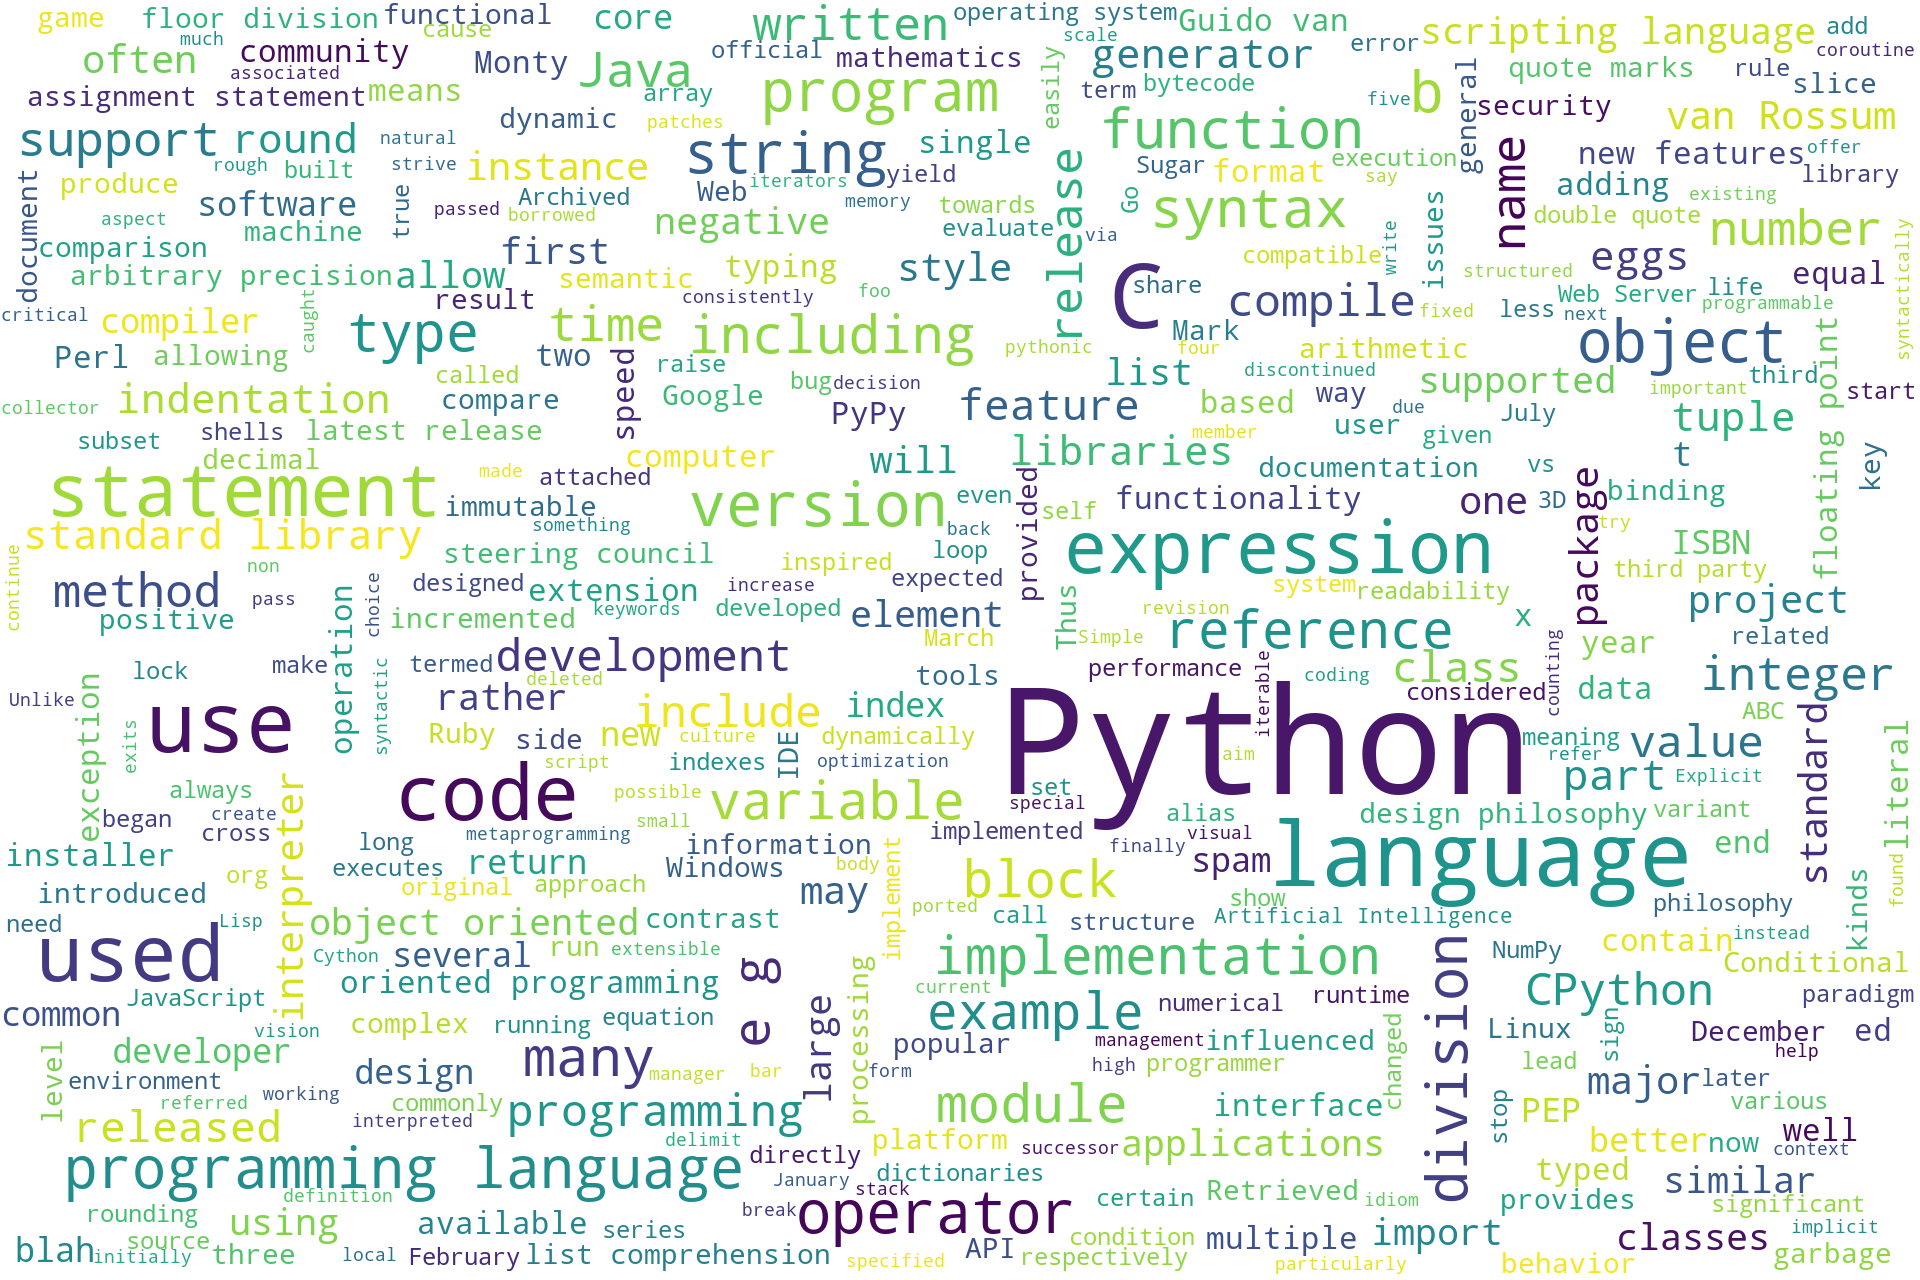 game
floor division
functional
core
written
operating system
Guido van
error
scripting language
add
much
cause
scale
often
community
Monty
Java
official
mathematics
generator
coroutine
associated
easily
quote marks
rule
slice
assignment statement
means
array
program
term
bytecode
five
b
general
security
van Rossum
support
round
natural
dynamic
patches
string
single
function
new features
offer
rough
built
strive
instance
Web
iterators
yield
Sugar
format
execution
say
name
library
document
produce
software
true
passed
Archived
borrowed
memory
towards
release
Go
syntax
issues
adding
existing
aspect
machine
negative
evaluate
via
write
double quote
number
syntactically
comparison
first
compatible
eggs
arbitrary precision
allow
semantic
typing
style
C
share
structured
equal
result
consistently
foo
compile
fixed
Web Server
life
programmable
critical
compiler
caught
type
time
including
Mark
less
next
object
floating point
Perl
allowing
two
speed
pythonic
four
arithmetic
called
raise
bug
decision
list
discontinued
supported
important
third
start
collector
indentation
compare
Google
PyPy
feature
based
way
due
July
tuple
subset
shells
latest release
member
user
given
decimal
computer
will
libraries
documentation
vs
t
key
statement
made
attached
version
even
provided
functionality
one
3D
package
binding
immutable
something
back
self
try
standard library
steering council
inspired
loop
expression
ISBN
continue
non
method
pass
choice
designed
extension
increase
expected
system
readability
third party
positive
operation
incremented
keywords
developed
element
Thus
revision
x
project
March
Simple
reference
year
related
lock
make
termed
development
tools
performance
iterable
coding
class
considered
counting
integer
Unlike
exception
syntactic
deleted
rather
include
index
data
ABC
use
exits
Ruby
side
new
culture
IDE
dynamically
Python
aim
meaning
refer
value
standard
literal
script
indexes
optimization
interpreter
always
code
possible
variable
set
special
part
Explicit
began
create
cross
metaprogramming
small
implemented
alias
visual
design philosophy
variant
installer
long
executes
return
information
Windows
body
finally
spam
language
end
introduced
org
original
approach
may
implement
block
show
philosophy
kinds
found
need
Lisp
object oriented
contrast
ported
call
structure
Artificial Intelligence
used
Cython
several
run
extensible
e g
implementation
division
NumPy
contain
instead
Conditional
JavaScript
oriented programming
large
processing
current
numerical
runtime
CPython
paradigm
common
vision
complex
running
equation
example
changed
Linux
sign
December
ed
level
developer
many
popular
management
influenced
lead
help
environment
design
manager
bar
form
high
programmer
major
later
referred
working
commonly
interface
stop
PEP
various
released
interpreted
programming
delimit
module
platform
successor
applications
better
now
well
context
programming language
directly
dictionaries
typed
similar
definition
January
stack
certain
Retrieved
idiom
provides
significant
rounding
using
available
series
break
operator
condition
multiple
import
classes
implicit
blah
initially
source
three
local
February
list comprehension
specified
API
respectively
particularly
behavior
garbage